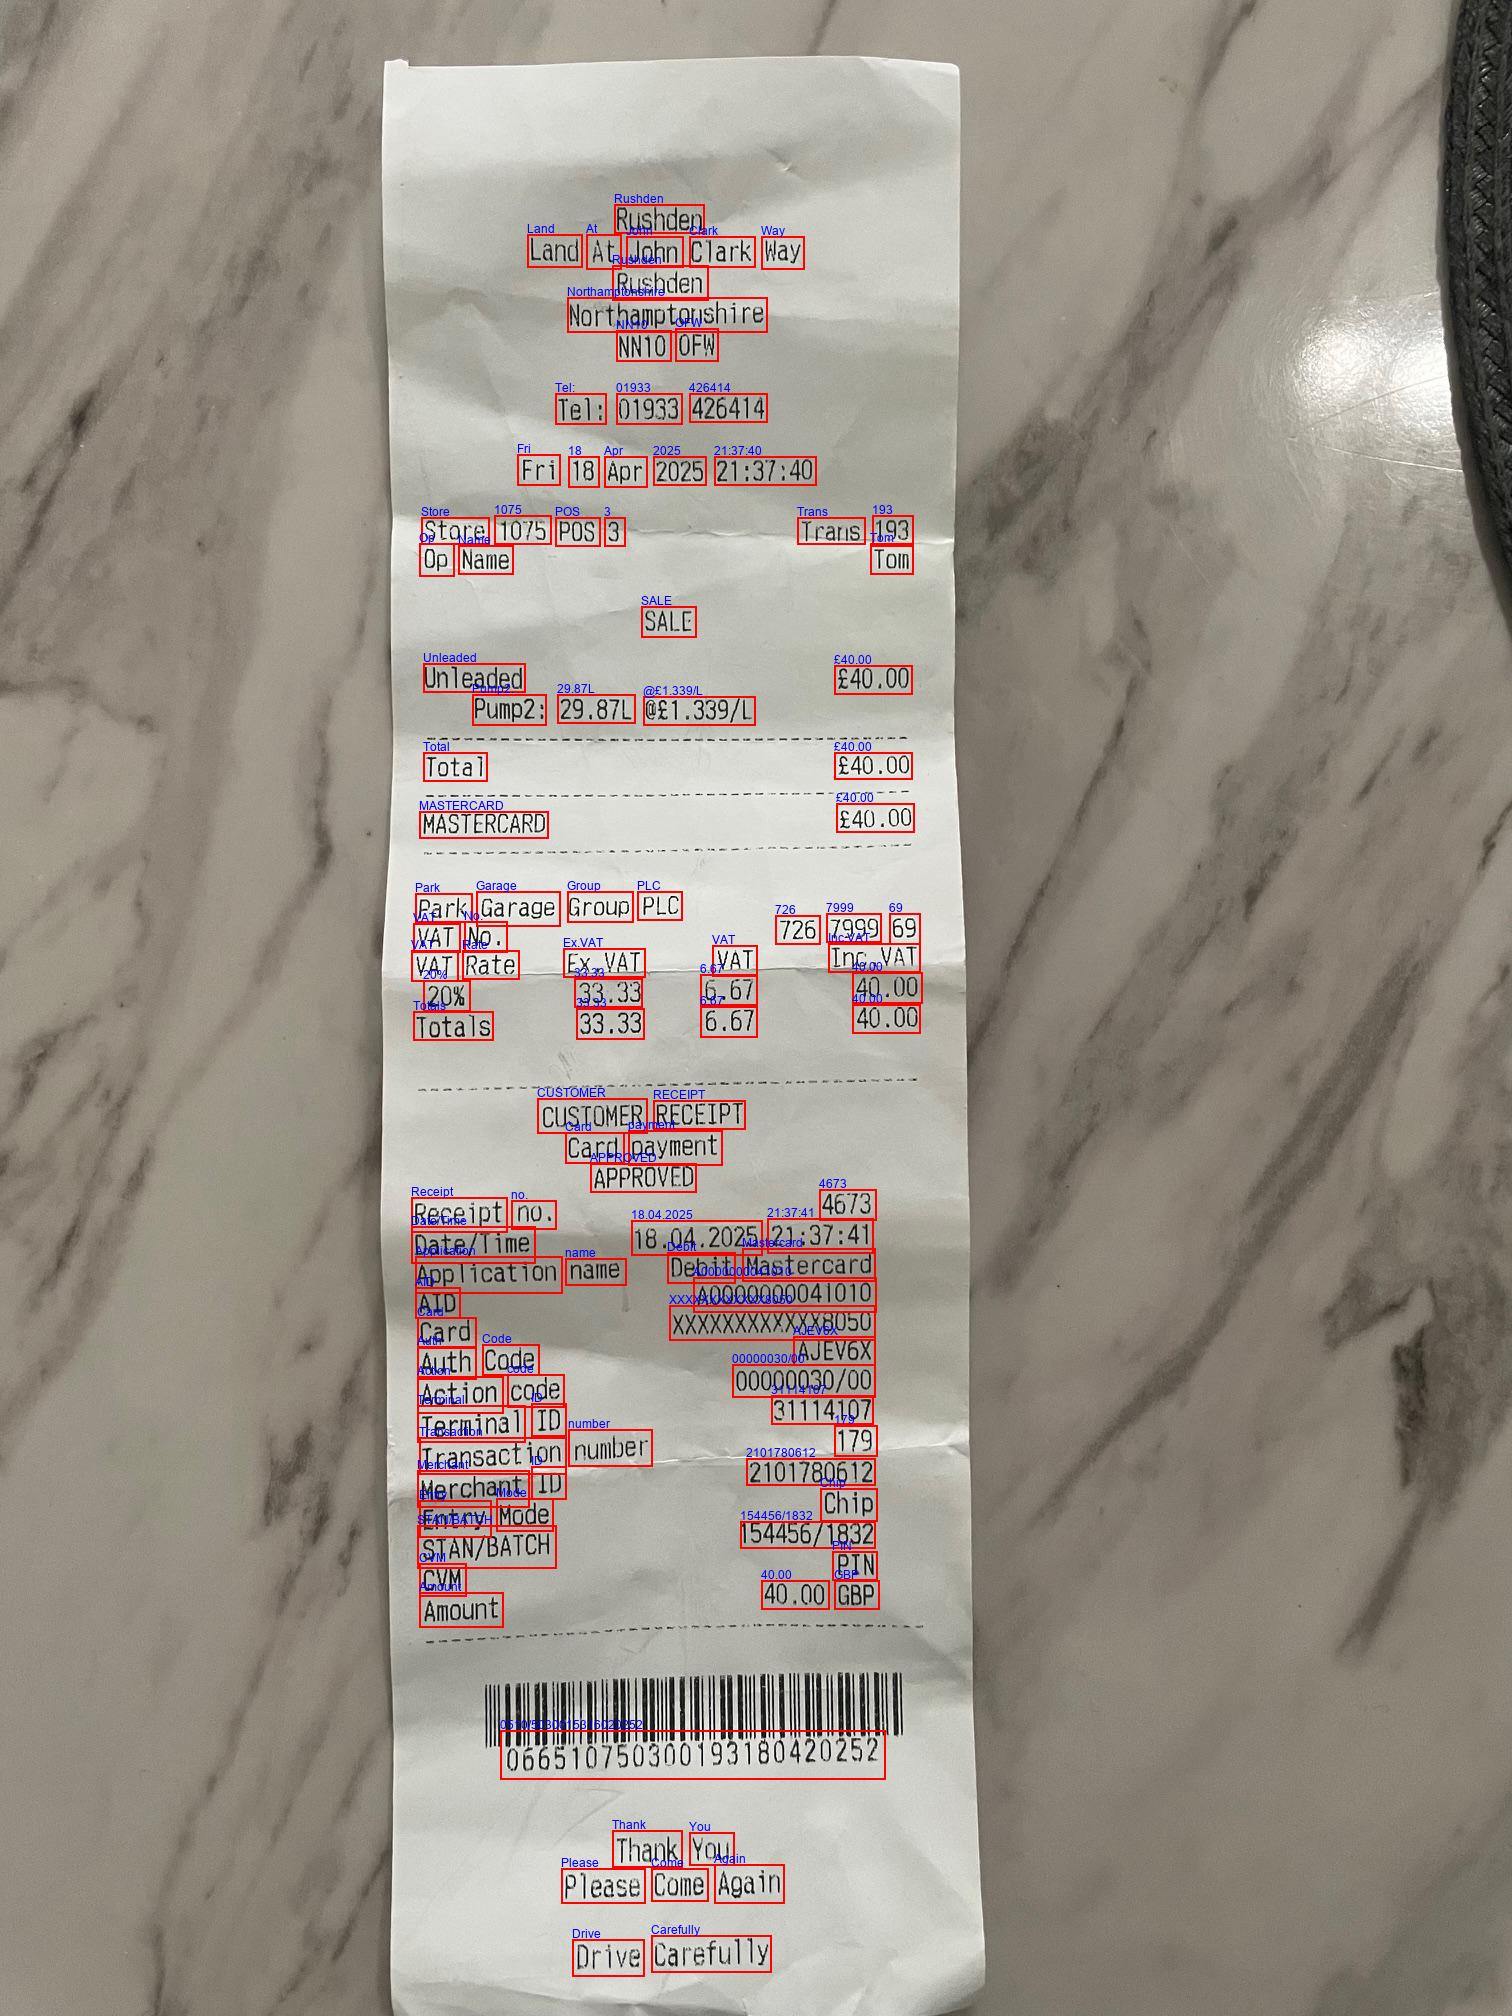 Rushden
Land At John Clark Way
Rushden
Northamptonshire
NN10 0FW
Tel: 01933 426414
Fri 18 Apr 2025 21:37:40
Store 1075 POS 3 Trans 193
Op Name Tom
SALE
Unleaded £40.00
Pump2: 29.87L @£1.339/L
Total £40.00
MASTERCARD £40.00
Park Garage Group PLC
VAT No. 726 7999 69
VAT Rate Ex.VAT VAT Inc.VAT
20% 33.33 6.67 40.00
Totals 33.33 6.67 40.00
CUSTOMER RECEIPT
Card payment
APPROVED
Receipt no. 4673
Date/Time 18.04.2025 21:37:41
Application name Debit Mastercard
AID A0000000041010
Card XXXXXXXXXXXX8050
Auth Code AJEV6X
Action code 00000030/00
Terminal ID 31114107
Transaction number 179
Merchant ID 2101780612
Entry Mode Chip
STAN/BATCH 154456/1832
CVM PIN
Amount 40.00 GBP
066510750300193180420252
Thank You
Please Come Again
Drive Carefully